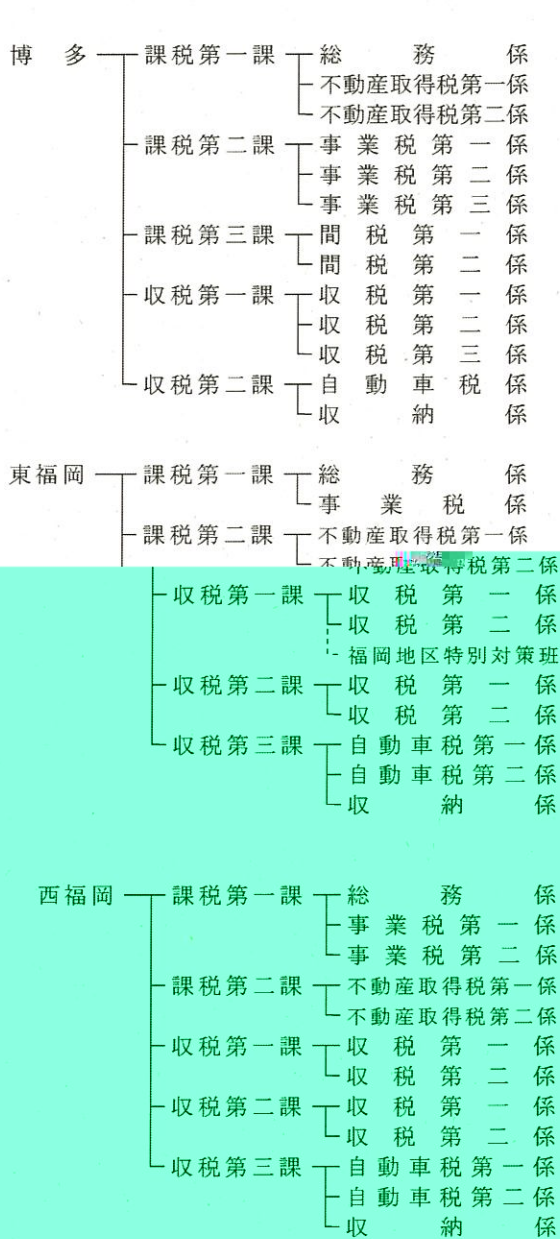 博多 課税第一課 総務係
不動産取得税第一係
不動産取得税第二係
課税第二課 事業税第一係
事業税第二係
事業税第三係
課税第三課 間税第一係
間税第二係
収税第一課 収税第一係
収税第二係
収税第三係
収税第二課 自動車税係
収納係
東福岡 課税第一課 総務係
事業税係
課税第二課 不動産取得税第一係
不動産取得税第二係
収税第一課 収税第一係
収税第二係
福岡地区特別対策班
収税第二課 収税第一係
収税第二係
収税第三課 自動車税第一係
自動車税第二係
収納係
西福岡 課税第一課 総務係
事業税第一係
事業税第二係
課税第二課 不動産取得税第一係
不動産取得税第二係
収税第一課 収税第一係
収税第二係
収税第二課 収税第一係
収税第二係
収税第三課 自動車税第一係
自動車税第二係
収納係